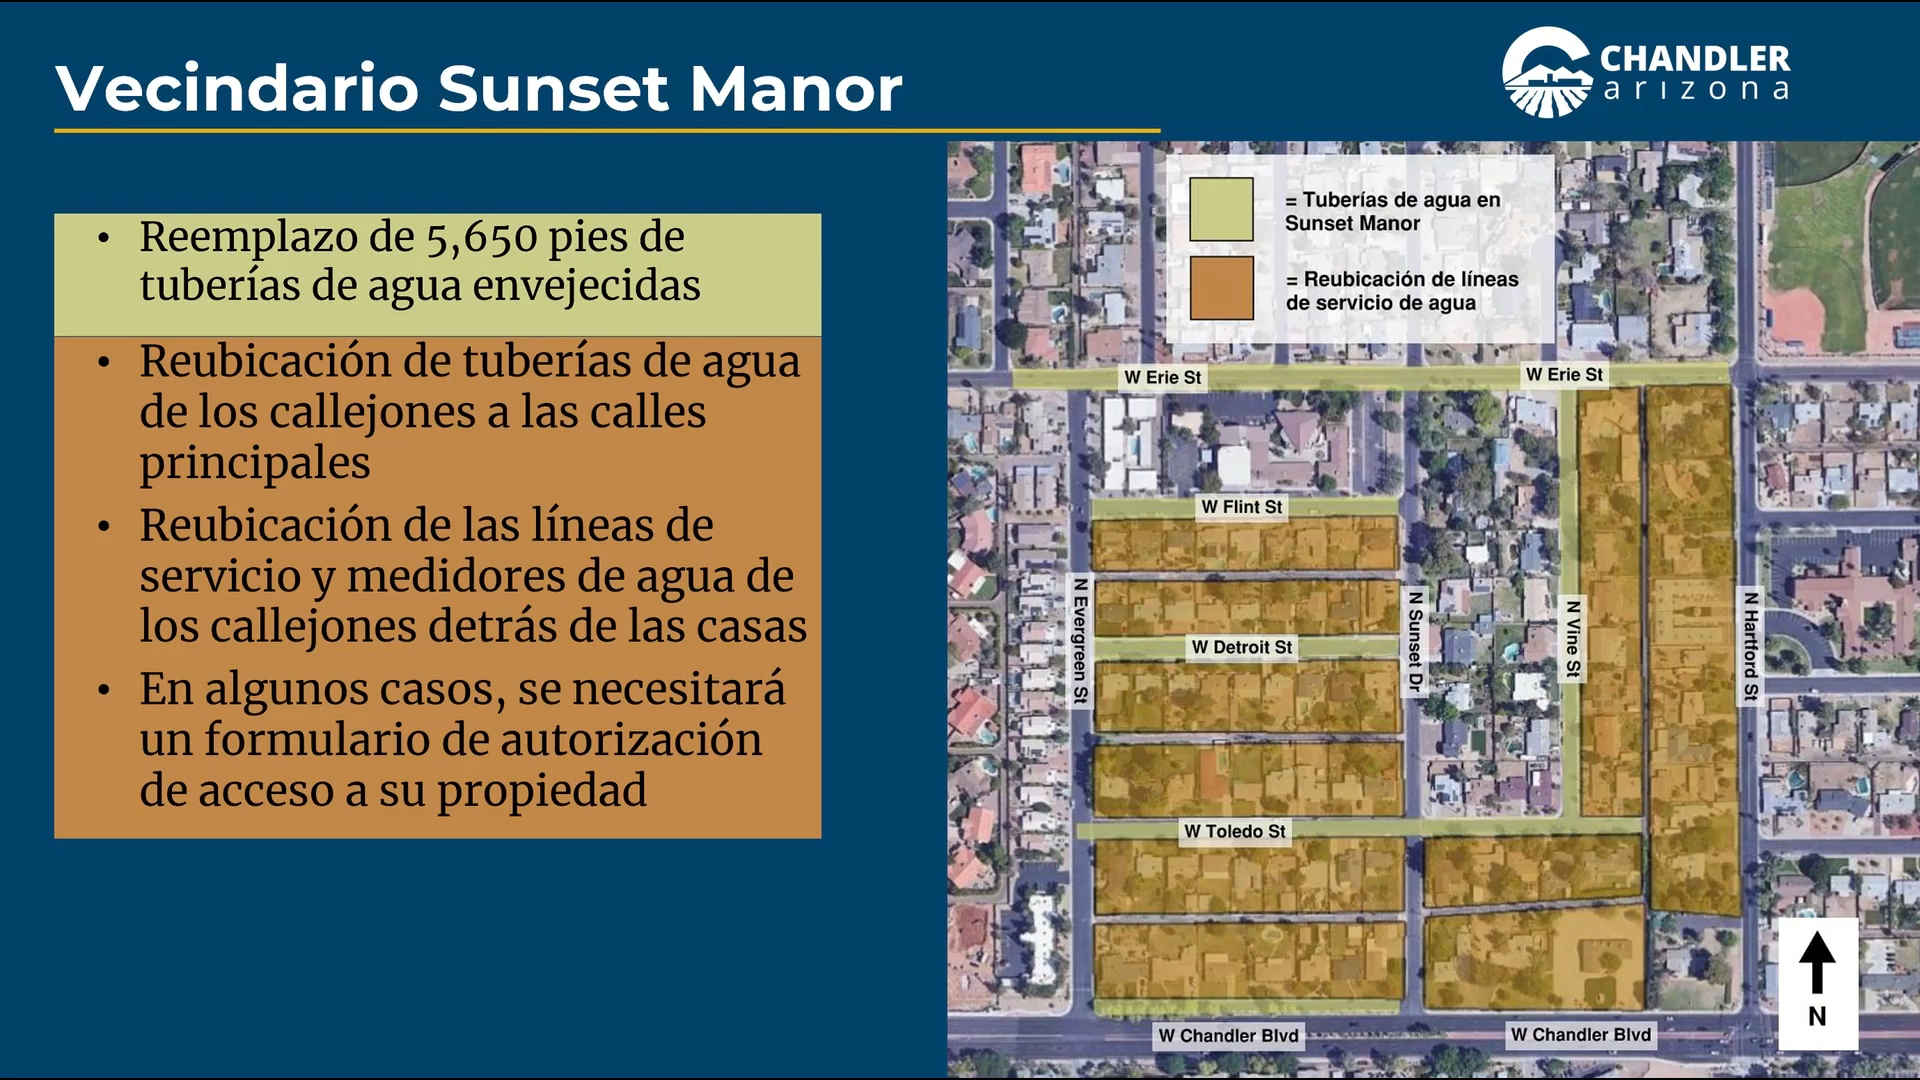 Vecindario Sunset Manor
CHANDLER
arizona
• Reemplazo de 5,650 pies de
tuberías de agua envejecidas
• Reubicación de tuberías de agua
de los callejones a las calles
principales
• Reubicación de las líneas de
servicio y medidores de agua de
los callejones detrás de las casas
• En algunos casos, se necesitará
un formulario de autorización
de acceso a su propiedad
= Tuberías de agua en
Sunset Manor
= Reubicación de líneas
de servicio de agua
W Erie St
W Erie St
W Flint St
N Evergreen St
W Detroit St
N Sunset Dr
N Vine St
N Hartford St
W Toledo St
W Chandler Blvd
W Chandler Blvd
N